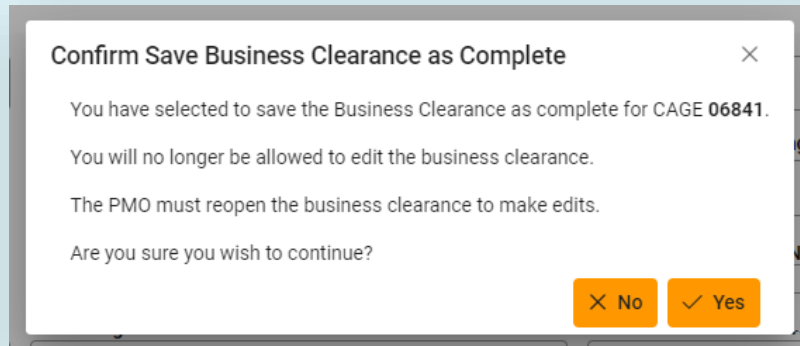 Confirm Save Business Clearance as Complete
You have selected to save the Business Clearance as complete for CAGE 06841.
You will no longer be allowed to edit the business clearance.
The PMO must reopen the business clearance to make edits.
Are you sure you wish to continue?
No
Yes